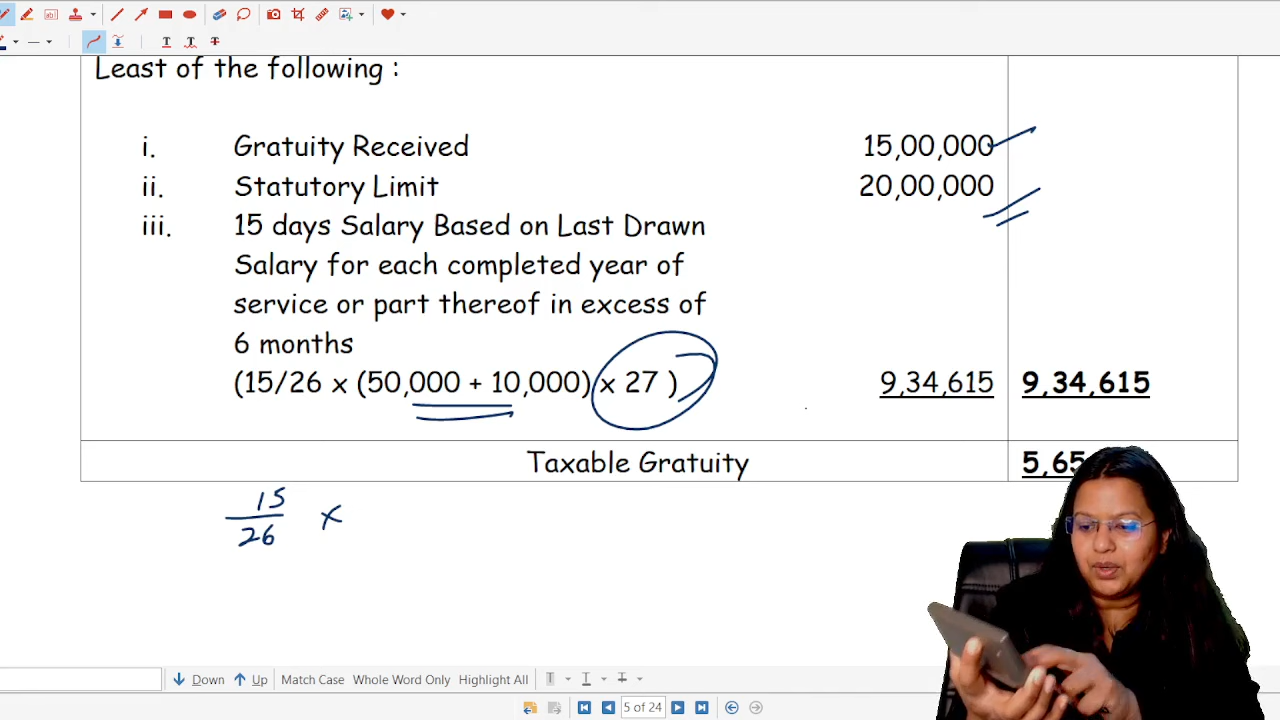 Least of the following :
i. Gratuity Received 15,00,000
ii. Statutory Limit 20,00,000
iii. 15 days Salary Based on Last Drawn
Salary for each completed year of
service or part thereof in excess of
6 months
(15/26 x (50,000 + 10,000) x 27 ) 9,34,615 9,34,615
Taxable Gratuity 5,65
15
26 x
Down Up Match Case Whole Word Only Highlight All
5 of 24